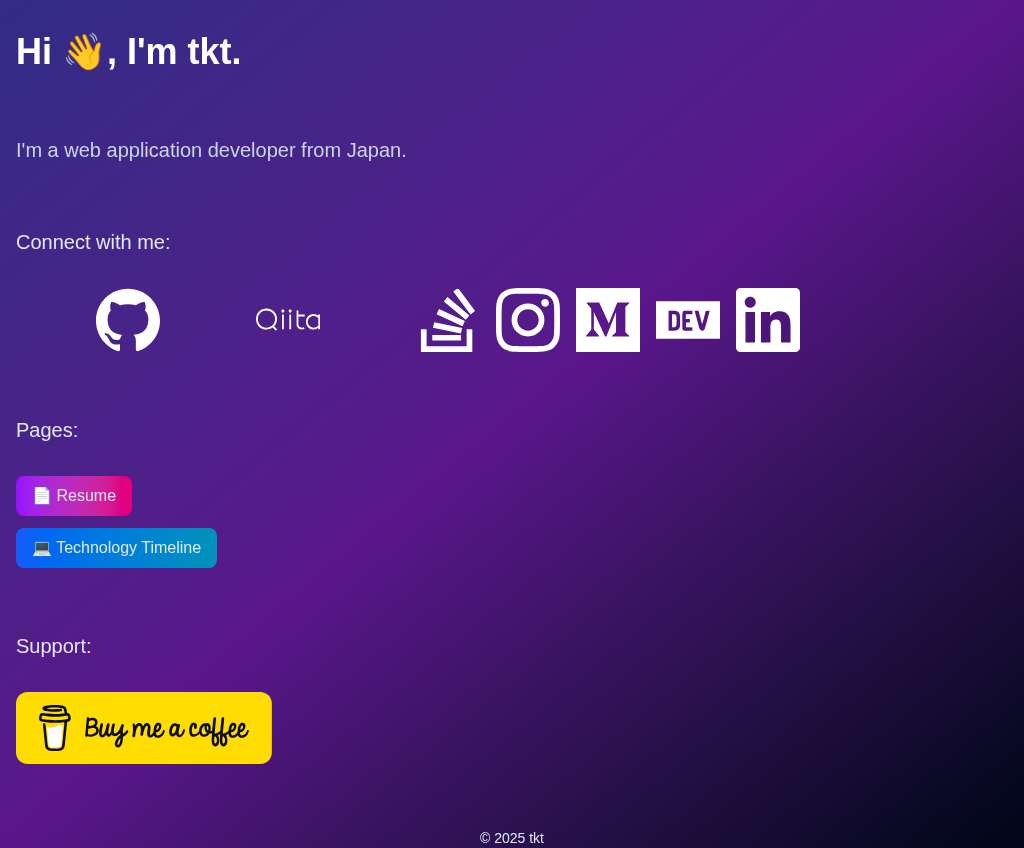 Hi 👋, I'm tkt.
I'm a web application developer from Japan.
Connect with me:
Qiita
M
DEV
in
Pages:
📄 Resume
💻 Technology Timeline
Support:
Buy me a coffee
© 2025 tkt